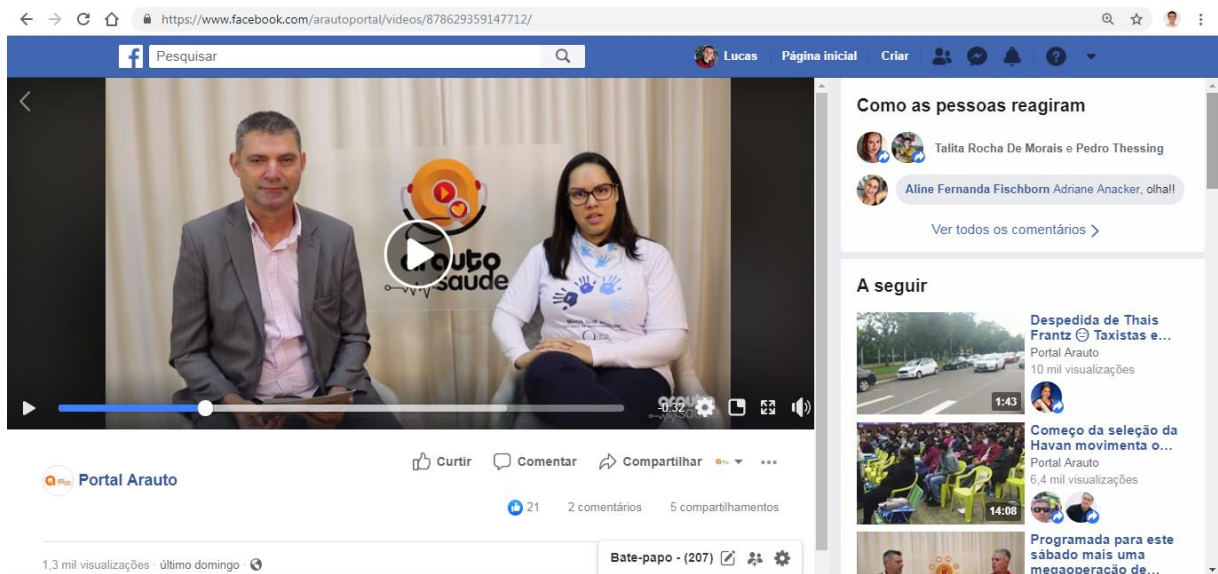 https://www.facebook.com/arautoportal/videos/878629359147712/
Pesquisar
Lucas
Página inicial
Criar
arauto
saúde
-0:32
Portal Arauto
Curtir
Comentar
Compartilhar
21
2 comentários
5 compartilhamentos
1,3 mil visualizações · último domingo
Bate-papo - (207)
Como as pessoas reagiram
Talita Rocha De Morais e Pedro Thessing
Aline Fernanda Fischborn Adriane Anacker, olha!!
Ver todos os comentários
A seguir
Despedida de Thais
Frantz Taxistas e...
Portal Arauto
10 mil visualizações
1:43
Começo da seleção da
Havan movimenta o...
Portal Arauto
6,4 mil visualizações
14:08
Programada para este
sábado mais uma
megaoperação de...